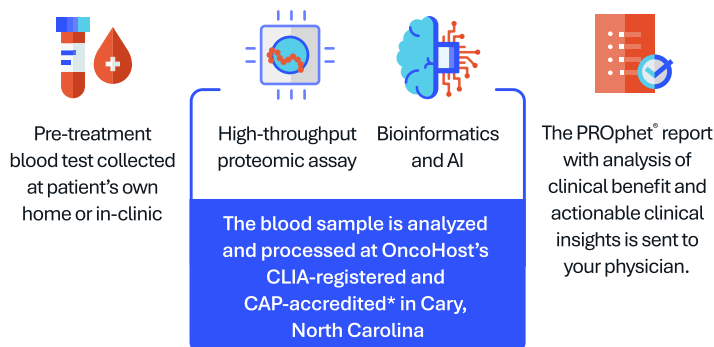 Pre-treatment
blood test collected
at patient's own
home or in-clinic
High-throughput
proteomic assay
Bioinformatics
and AI
The blood sample is analyzed
and processed at OncoHost's
CLIA-registered and
CAP-accredited* in Cary,
North Carolina
The PROphet® report
with analysis of
clinical benefit and
actionable clinical
insights is sent to
your physician.